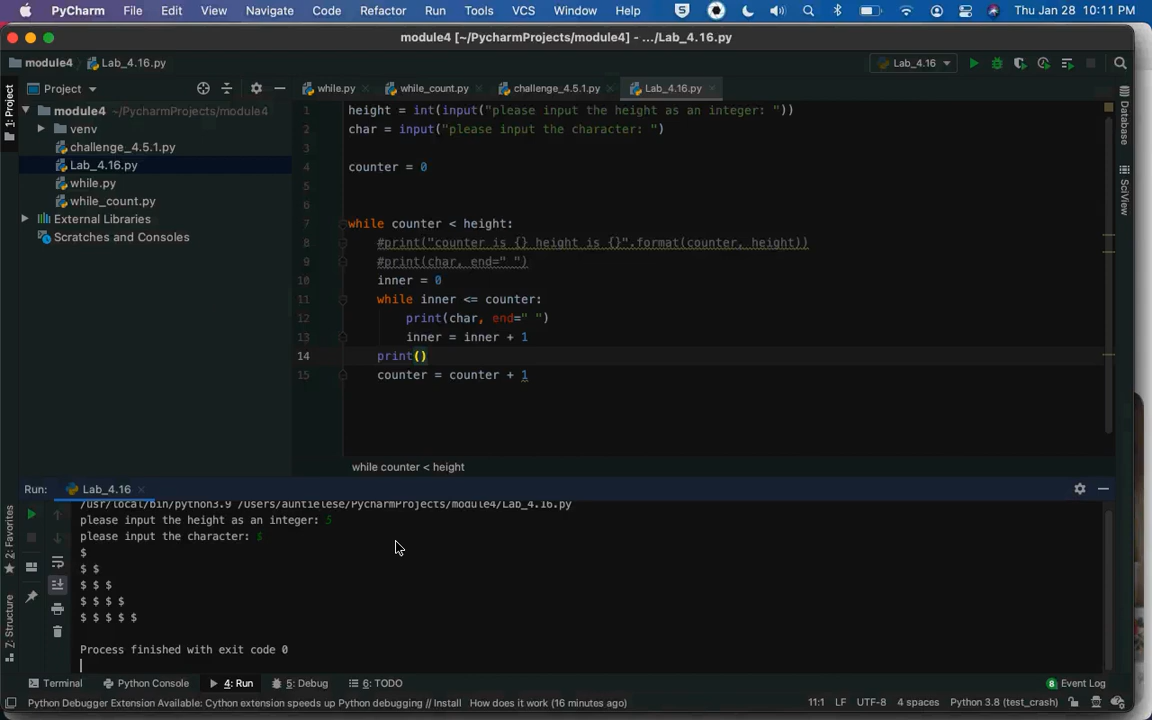 PyCharm File Edit View Navigate Code Refactor Run Tools VCS Window Help Thu Jan 28 10:11 PM
module4 [~/PycharmProjects/module4] - .../Lab_4.16.py
module4 Lab_4.16.py Lab_4.16
1: Project
Project
while.py while_count.py challenge_4.5.1.py Lab_4.16.py
module4 ~/PycharmProjects/module4
venv
challenge_4.5.1.py
Lab_4.16.py
while.py
while_count.py
External Libraries
Scratches and Consoles
1 height = int(input("please input the height as an integer: "))
2 char = input("please input the character: ")
3
4 counter = 0
5
6
7 while counter < height:
8 #print("counter is {} height is {}".format(counter, height))
9 #print(char, end=" ")
10 inner = 0
11 while inner <= counter:
12 print(char, end=" ")
13 inner = inner + 1
14 print()
15 counter = counter + 1
while counter < height
Database
SciView
Run: Lab_4.16
/usr/local/bin/python3.9 /Users/auntielese/PycharmProjects/module4/Lab_4.16.py
please input the height as an integer: 5
please input the character: $
$
$ $
$ $ $
$ $ $ $
$ $ $ $ $
Process finished with exit code 0
2: Favorites
7: Structure
Terminal Python Console 4: Run 5: Debug 6: TODO 8 Event Log
Python Debugger Extension Available: Cython extension speeds up Python debugging // Install How does it work (16 minutes ago) 11:1 LF UTF-8 4 spaces Python 3.8 (test_crash)